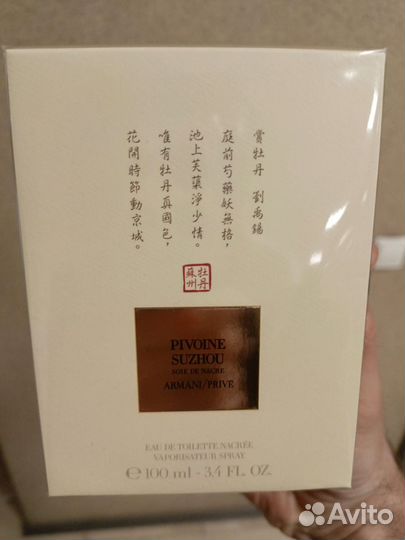 賞牡丹 劉禹錫
庭前芍藥妖無格，
池上芙蕖淨少情。
唯有牡丹真國色，
花開時節動京城。
牡丹
蘇州
PIVOINE
SUZHOU
SOIE DE NACRE
ARMANI/PRIVE
EAU DE TOILETTE NACRÉE
VAPORISATEUR SPRAY
℮ 100 ml - 3.4 FL. OZ.
Avito